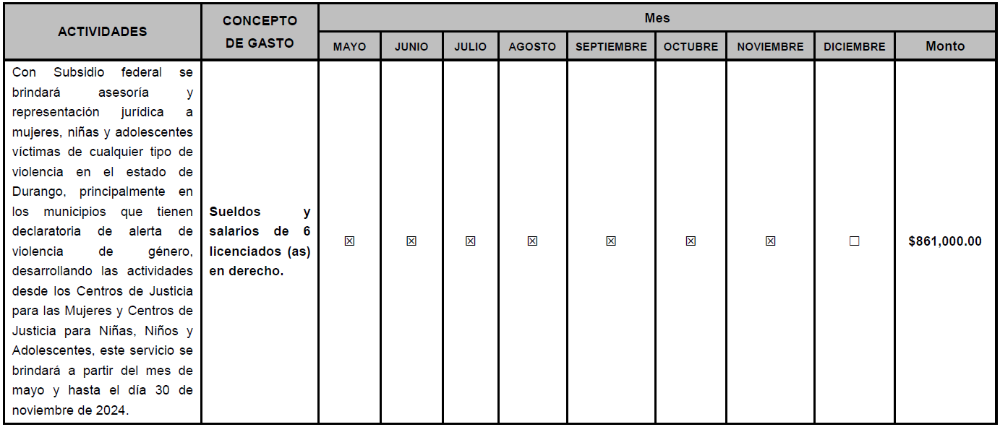 ACTIVIDADES
CONCEPTO
DE GASTO
Mes
MAYO
JUNIO
JULIO
AGOSTO
SEPTIEMBRE
OCTUBRE
NOVIEMBRE
DICIEMBRE
Monto
Con Subsidio federal se
brindará asesoría y
representación jurídica a
mujeres, niñas y adolescentes
víctimas de cualquier tipo de
violencia en el estado de
Durango, principalmente en
los municipios que tienen
declaratoria de alerta de
violencia de género,
desarrollando las actividades
desde los Centros de Justicia
para las Mujeres y Centros de
Justicia para Niñas, Niños y
Adolescentes, este servicio se
brindará a partir del mes de
mayo y hasta el día 30 de
noviembre de 2024.
Sueldos y
salarios de 6
licenciados (as)
en derecho.
☒ ☒ ☒ ☒ ☒ ☒ ☒ ☐
$861,000.00